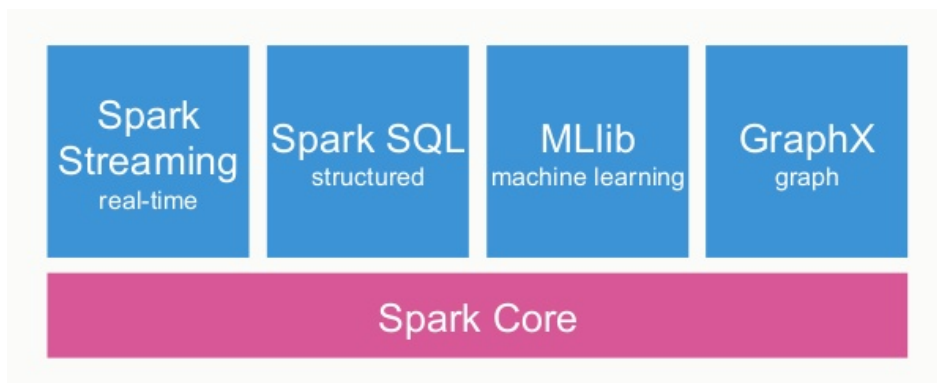 Spark
Streaming
real-time
Spark SQL
structured
MLlib
machine learning
GraphX
graph
Spark Core